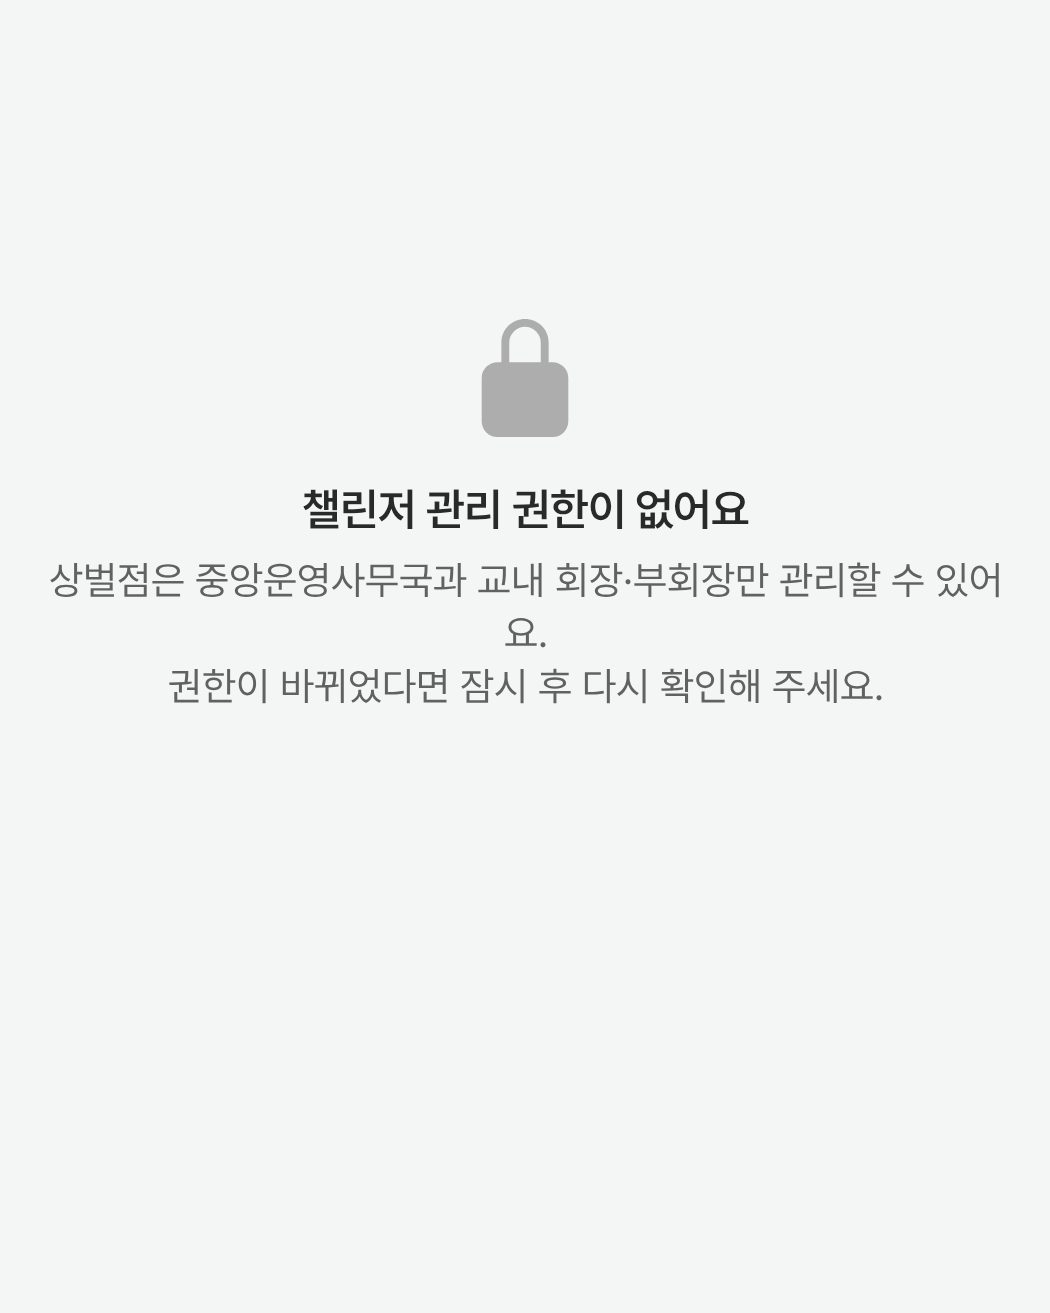 챌린저 관리 권한이 없어요
상벌점은 중앙운영사무국과 교내 회장·부회장만 관리할 수 있어
요.
권한이 바뀌었다면 잠시 후 다시 확인해 주세요.